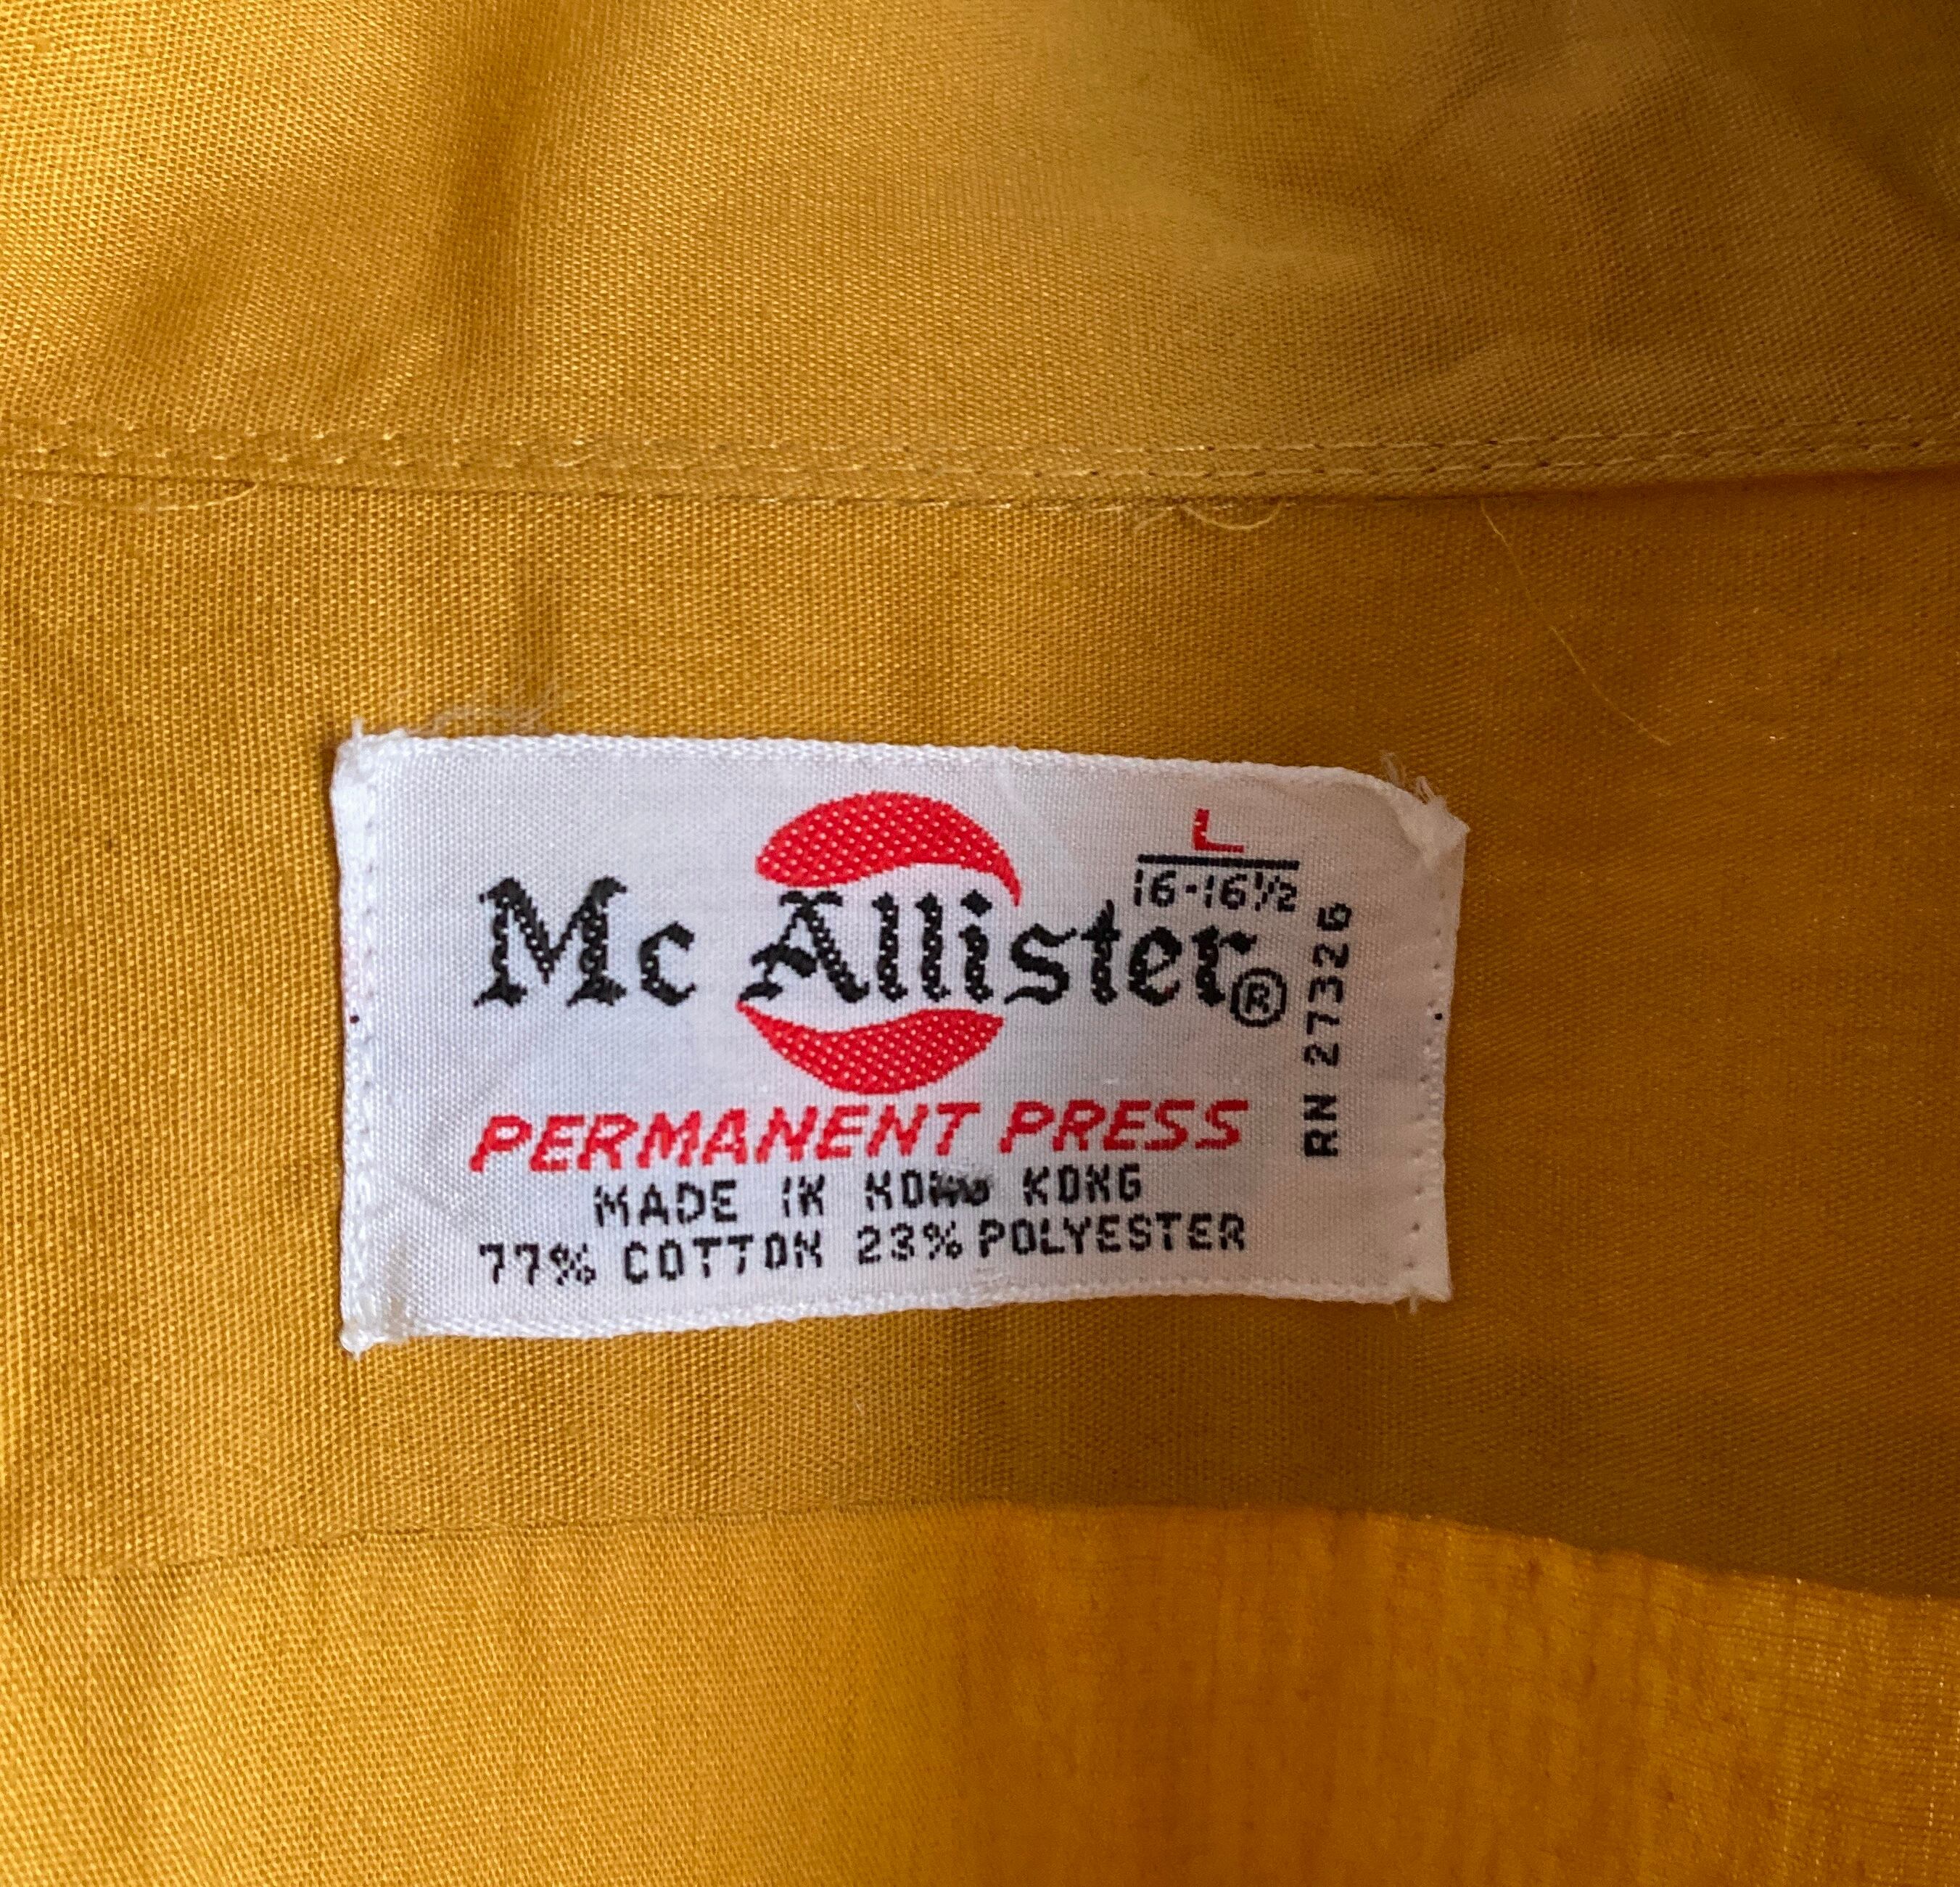 L
16-16½
Mc Allister®
PERMANENT PRESS
MADE IN HONG KONG
77% COTTON 23% POLYESTER
RN 27326